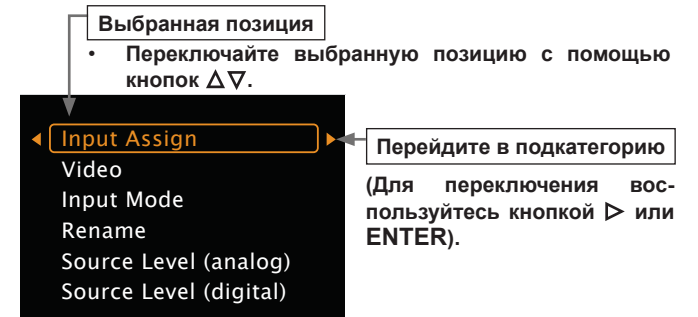 Выбранная позиция
• Переключайте выбранную позицию с помощью
кнопок △▽.
Input Assign
Video
Input Mode
Rename
Source Level (analog)
Source Level (digital)
Перейдите в подкатегорию
(Для переключения вос-
пользуйтесь кнопкой ▷ или
ENTER).